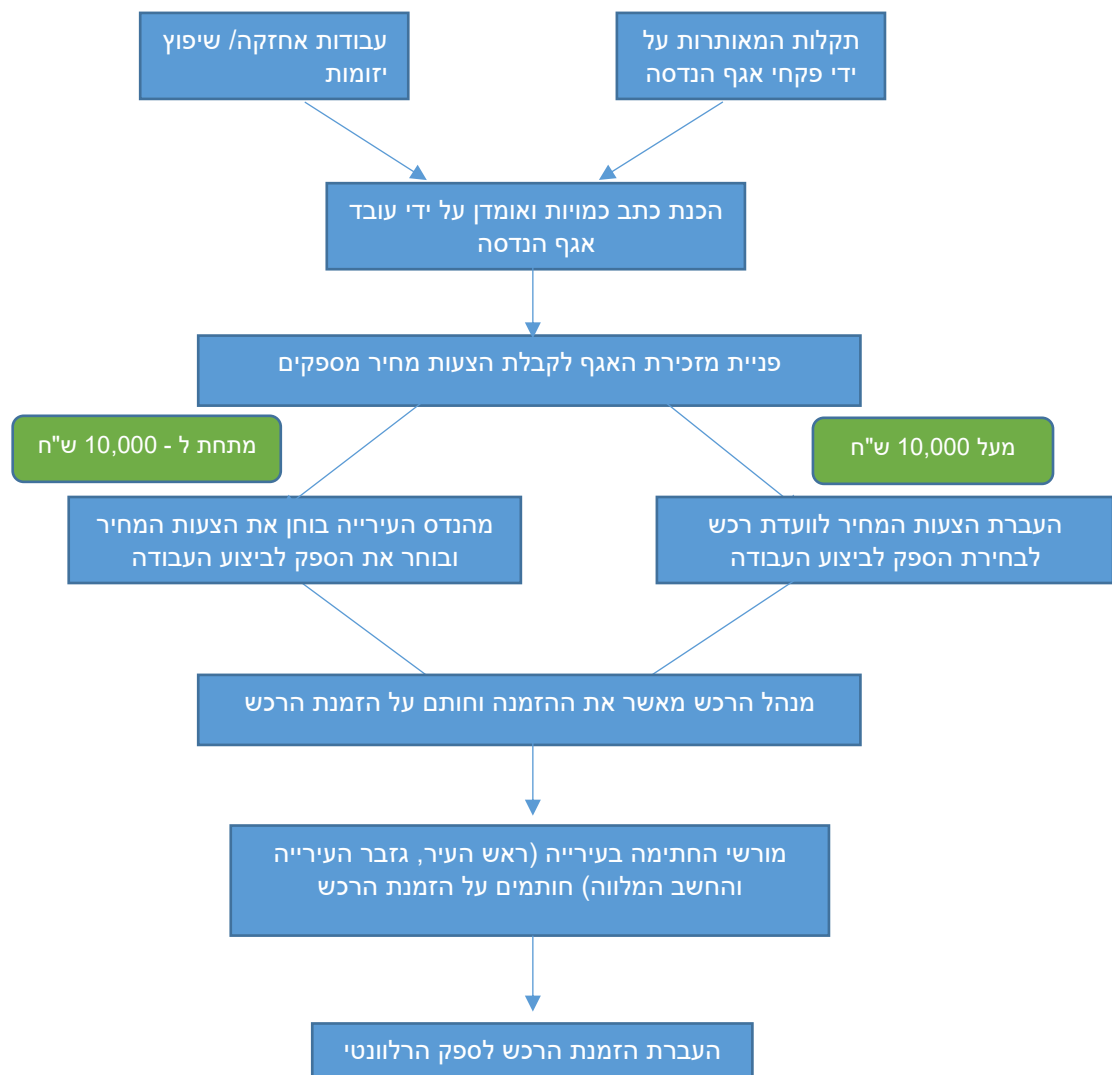 תקלות המאותרות על
ידי פקחי אגף הנדסה
עבודות אחזקה/ שיפוץ
יזומות
הכנת כתב כמויות ואומדן על ידי עובד
אגף הנדסה
פניית מזכירת האגף לקבלת הצעות מחיר מספקים
מעל 10,000 ש"ח
מתחת ל - 10,000 ש"ח
העברת הצעות המחיר לוועדת רכש
לבחירת הספק לביצוע העבודה
מהנדס העירייה בוחן את הצעות המחיר
ובוחר את הספק לביצוע העבודה
מנהל הרכש מאשר את ההזמנה וחותם על הזמנת הרכש
מורשי החתימה בעירייה (ראש העיר, גזבר העירייה
והחשב המלווה) חותמים על הזמנת הרכש
העברת הזמנת הרכש לספק הרלוונטי